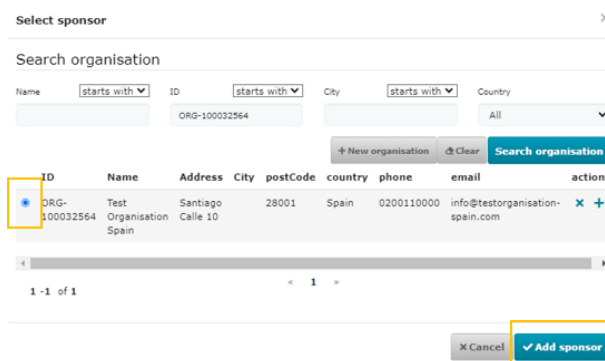 Select sponsor
Search organisation
Name starts with ID starts with City starts with Country
ORG-100032564 All
+ New organisation Clear Search organisation
ID Name Address City postCode country phone email action
ORG- Test Santiago 28001 Spain 0200110000 info@testorganisation-
100032564 Organisation Calle 10 spain.com
Spain
« 1 »
1 -1 of 1
Cancel Add sponsor